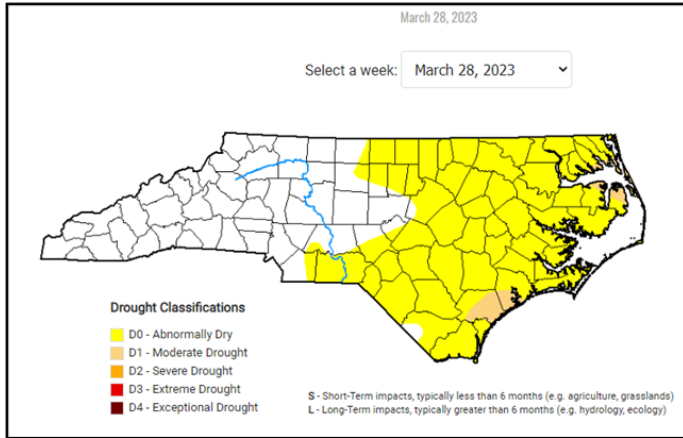 March 28, 2023
Select a week: March 28, 2023
Drought Classifications
D0 - Abnormally Dry
D1 - Moderate Drought
D2 - Severe Drought
D3 - Extreme Drought
D4 - Exceptional Drought
S - Short-Term impacts, typically less than 6 months (e.g. agriculture, grasslands)
L - Long-Term impacts, typically greater than 6 months (e.g. hydrology, ecology)